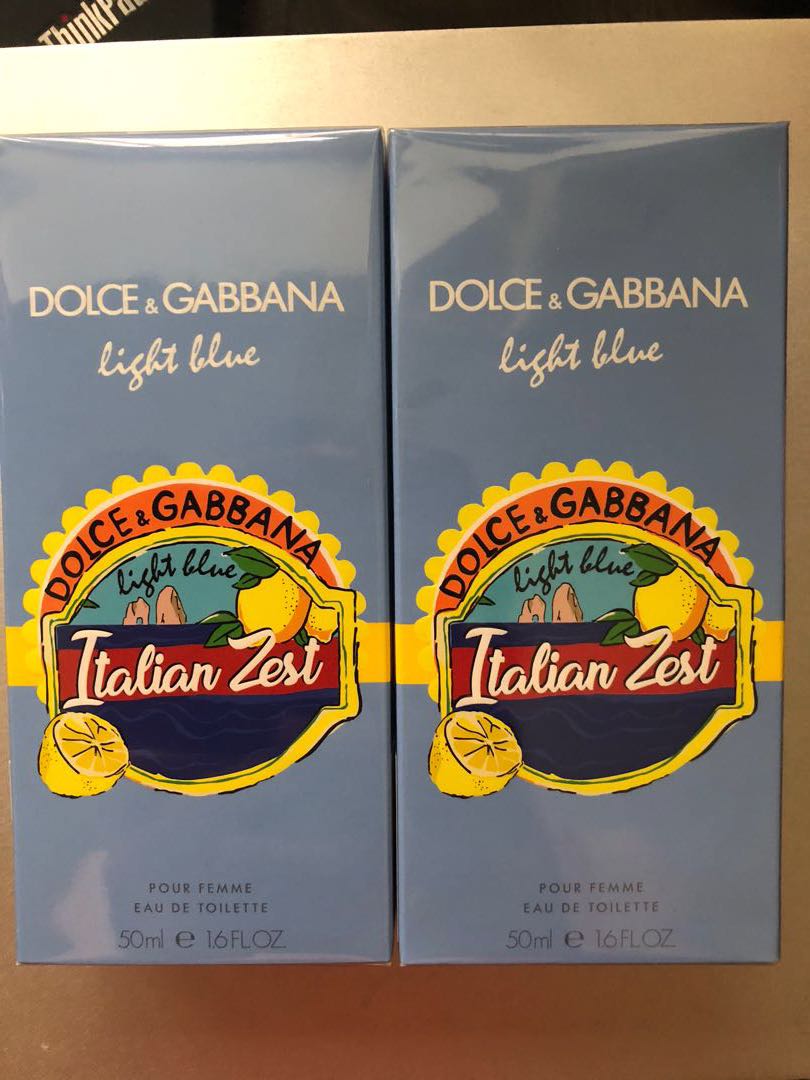 ThinkPad
DOLCE & GABBANA
light blue
DOLCE & GABBANA
light blue
Italian Zest
POUR FEMME
EAU DE TOILETTE
50ml e 1.6 FL.OZ
DOLCE & GABBANA
light blue
DOLCE & GABBANA
light blue
Italian Zest
POUR FEMME
EAU DE TOILETTE
50ml e 1.6 FL.OZ